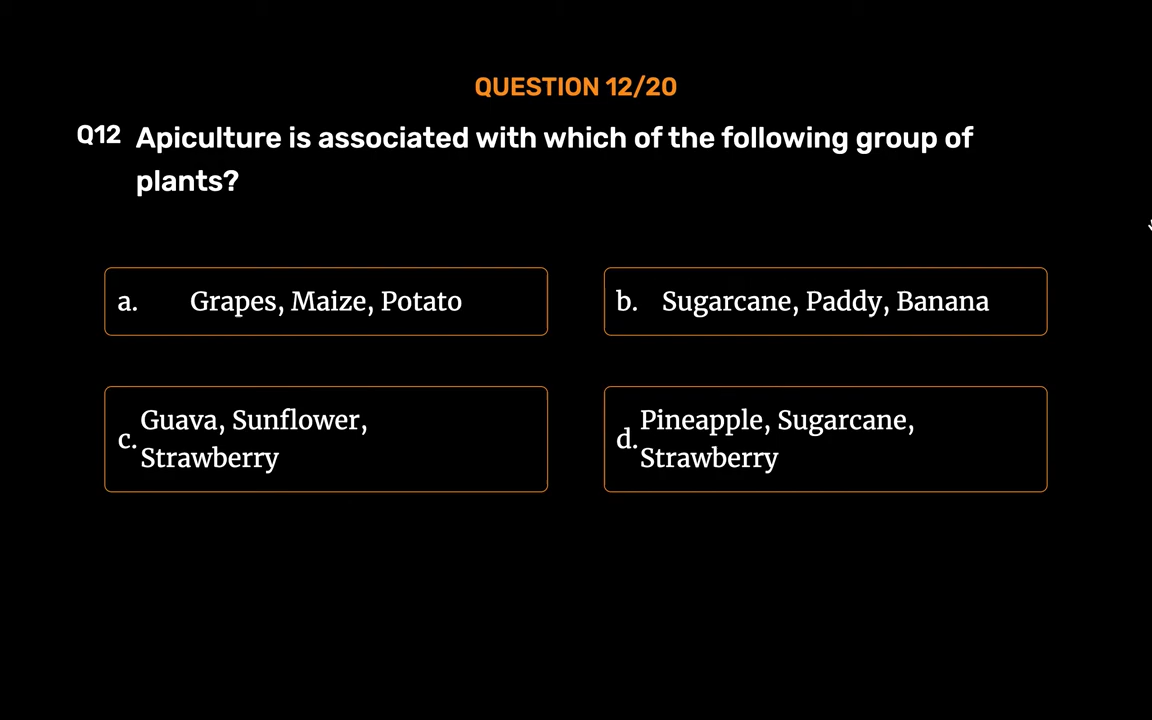 QUESTION 12/20
Q12 Apiculture is associated with which of the following group of
plants?
a. Grapes, Maize, Potato
b. Sugarcane, Paddy, Banana
c. Guava, Sunflower,
Strawberry
d. Pineapple, Sugarcane,
Strawberry